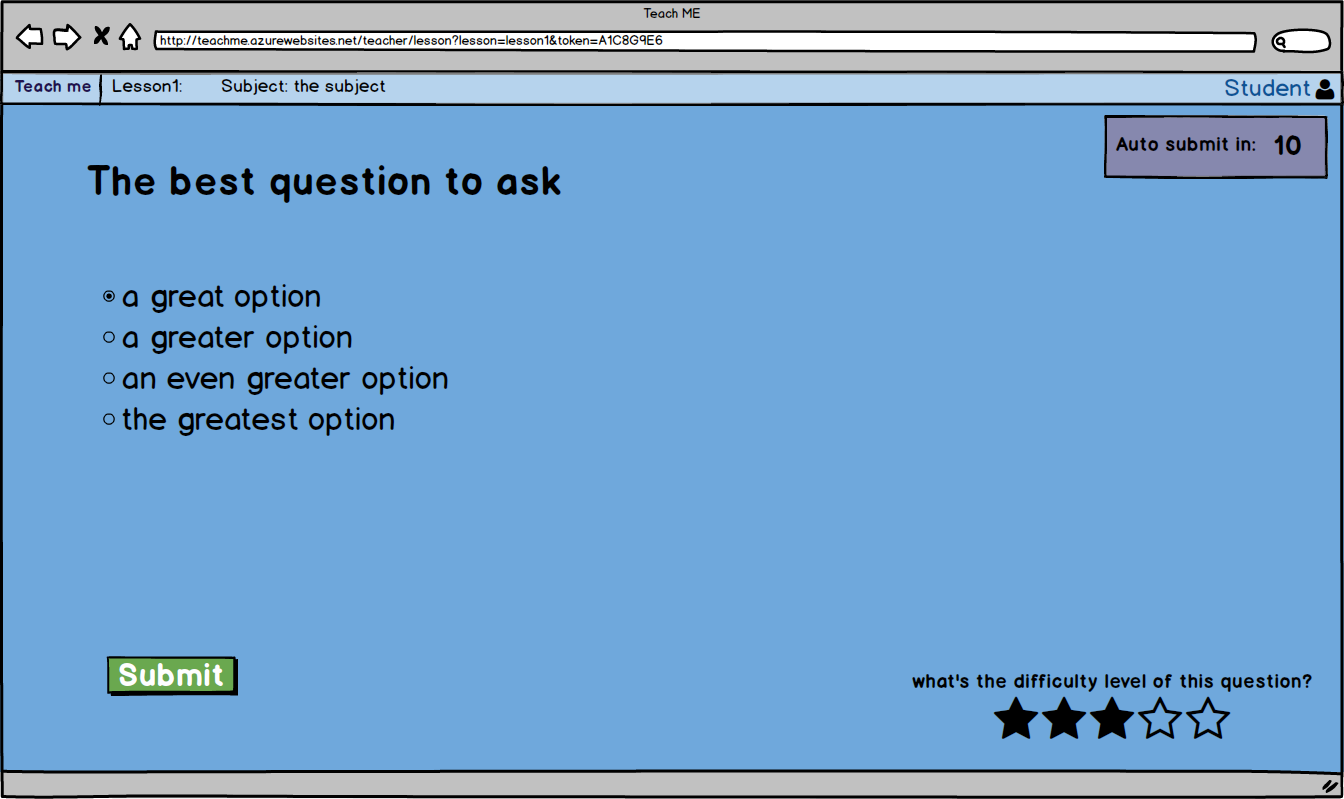 Teach ME
http://teachme.azurewebsites.net/teacher/lesson?lesson=lesson1&token=A1C8G9E6
Teach me Lesson1: Subject: the subject Student
Auto submit in: 10
The best question to ask
a great option
a greater option
an even greater option
the greatest option
Submit
what's the difficulty level of this question?